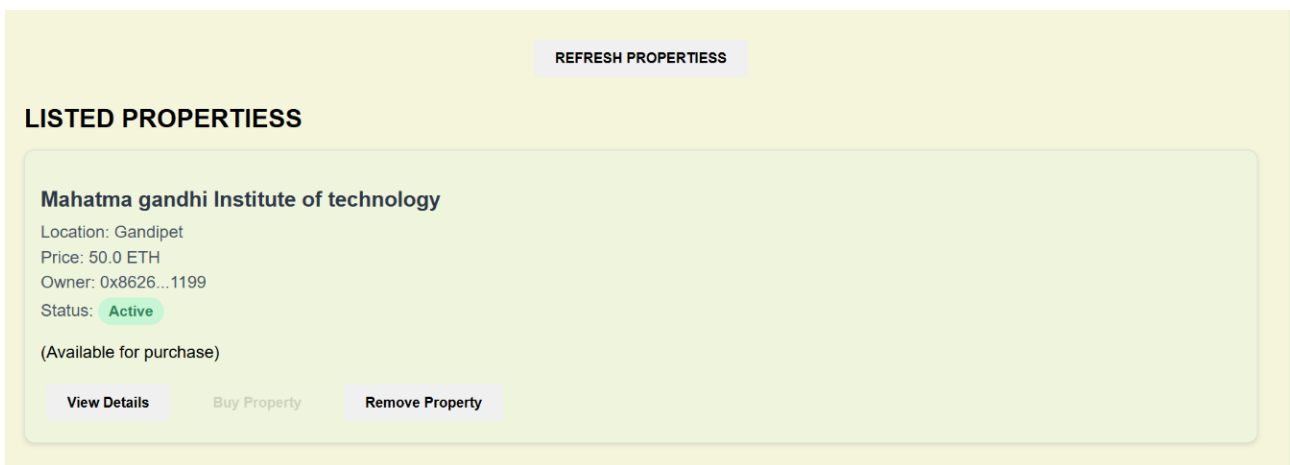 REFRESH PROPERTIESS
LISTED PROPERTIESS
Mahatma gandhi Institute of technology
Location: Gandipet
Price: 50.0 ETH
Owner: 0x8626...1199
Status: Active
(Available for purchase)
View Details Buy Property Remove Property